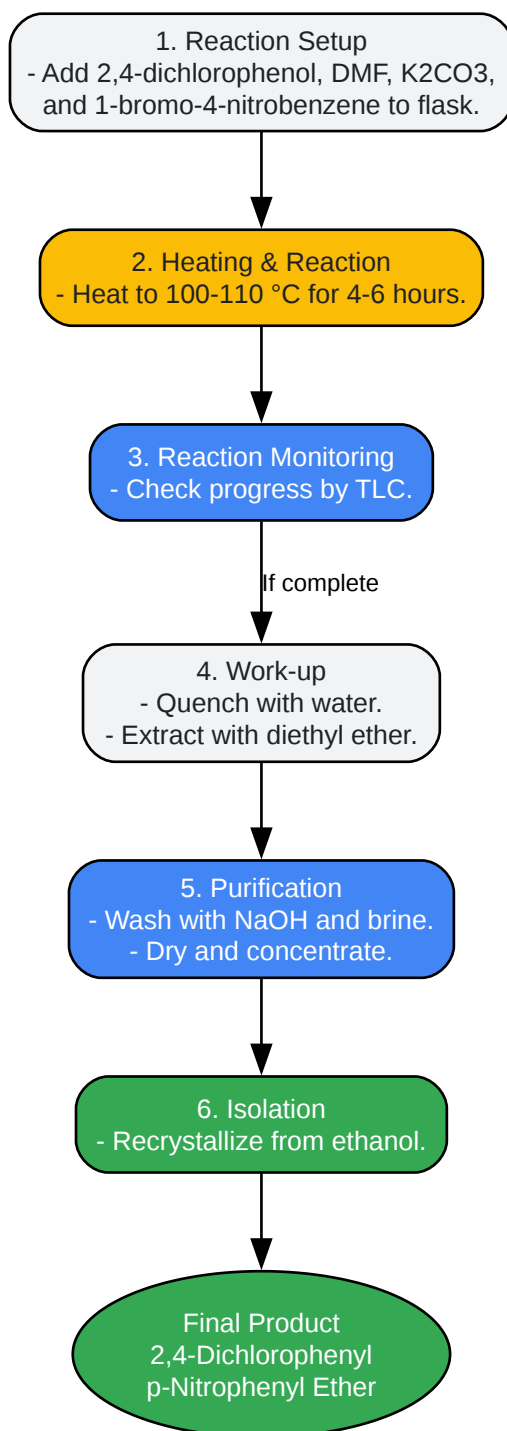 1. Reaction Setup
- Add 2,4-dichlorophenol, DMF, K2CO3,
and 1-bromo-4-nitrobenzene to flask.
2. Heating & Reaction
- Heat to 100-110 °C for 4-6 hours.
3. Reaction Monitoring
- Check progress by TLC.
If complete
4. Work-up
- Quench with water.
- Extract with diethyl ether.
5. Purification
- Wash with NaOH and brine.
- Dry and concentrate.
6. Isolation
- Recrystallize from ethanol.
Final Product
2,4-Dichlorophenyl
p-Nitrophenyl Ether